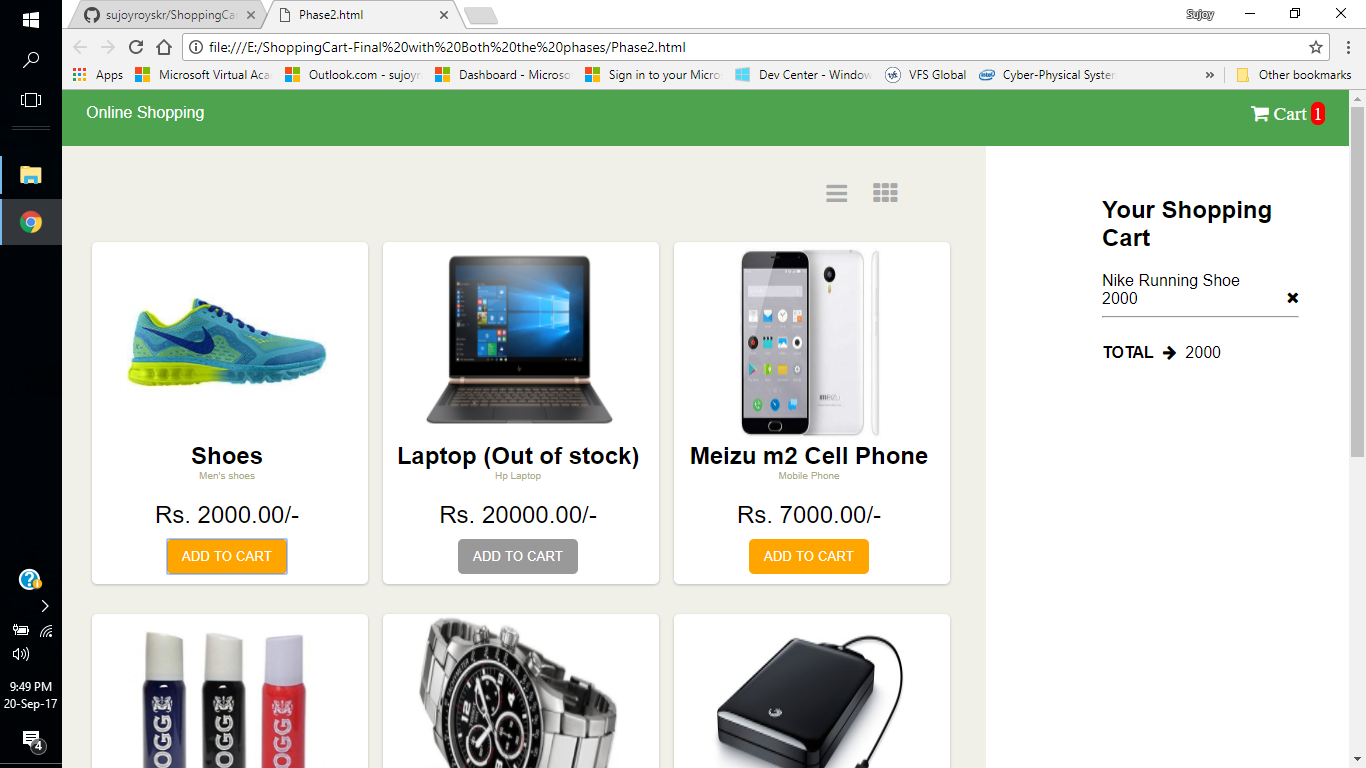 sujoyroyskr/ShoppingCa
Phase2.html
Sujoy
file:///E:/ShoppingCart-Final%20with%20Both%20the%20phases/Phase2.html
Apps
Microsoft Virtual Aca
Outlook.com - sujoyr
Dashboard - Microso
Sign in to your Micro
Dev Center - Window
VFS Global
Cyber-Physical System
»
Other bookmarks
Online Shopping
Cart 1
Your Shopping
Cart
Nike Running Shoe
2000
TOTAL 2000
MEIZU
Shoes
Men's shoes
Rs. 2000.00/-
ADD TO CART
Laptop (Out of stock)
Hp Laptop
Rs. 20000.00/-
ADD TO CART
Meizu m2 Cell Phone
Mobile Phone
Rs. 7000.00/-
ADD TO CART
OGG
OGG
OGG
12
9:49 PM
20-Sep-17
4